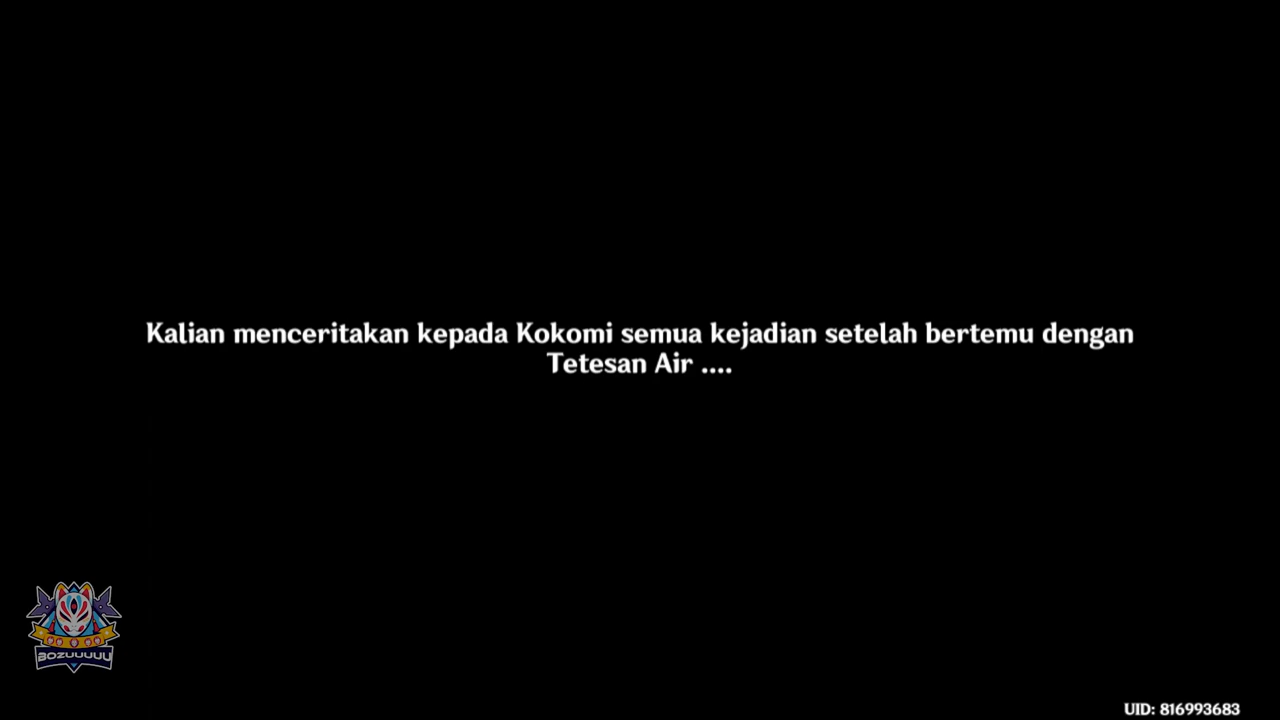 Kalian menceritakan kepada Kokomi semua kejadian setelah bertemu dengan
Tetesan Air ....
BOZUUUUU
UID: 816993683